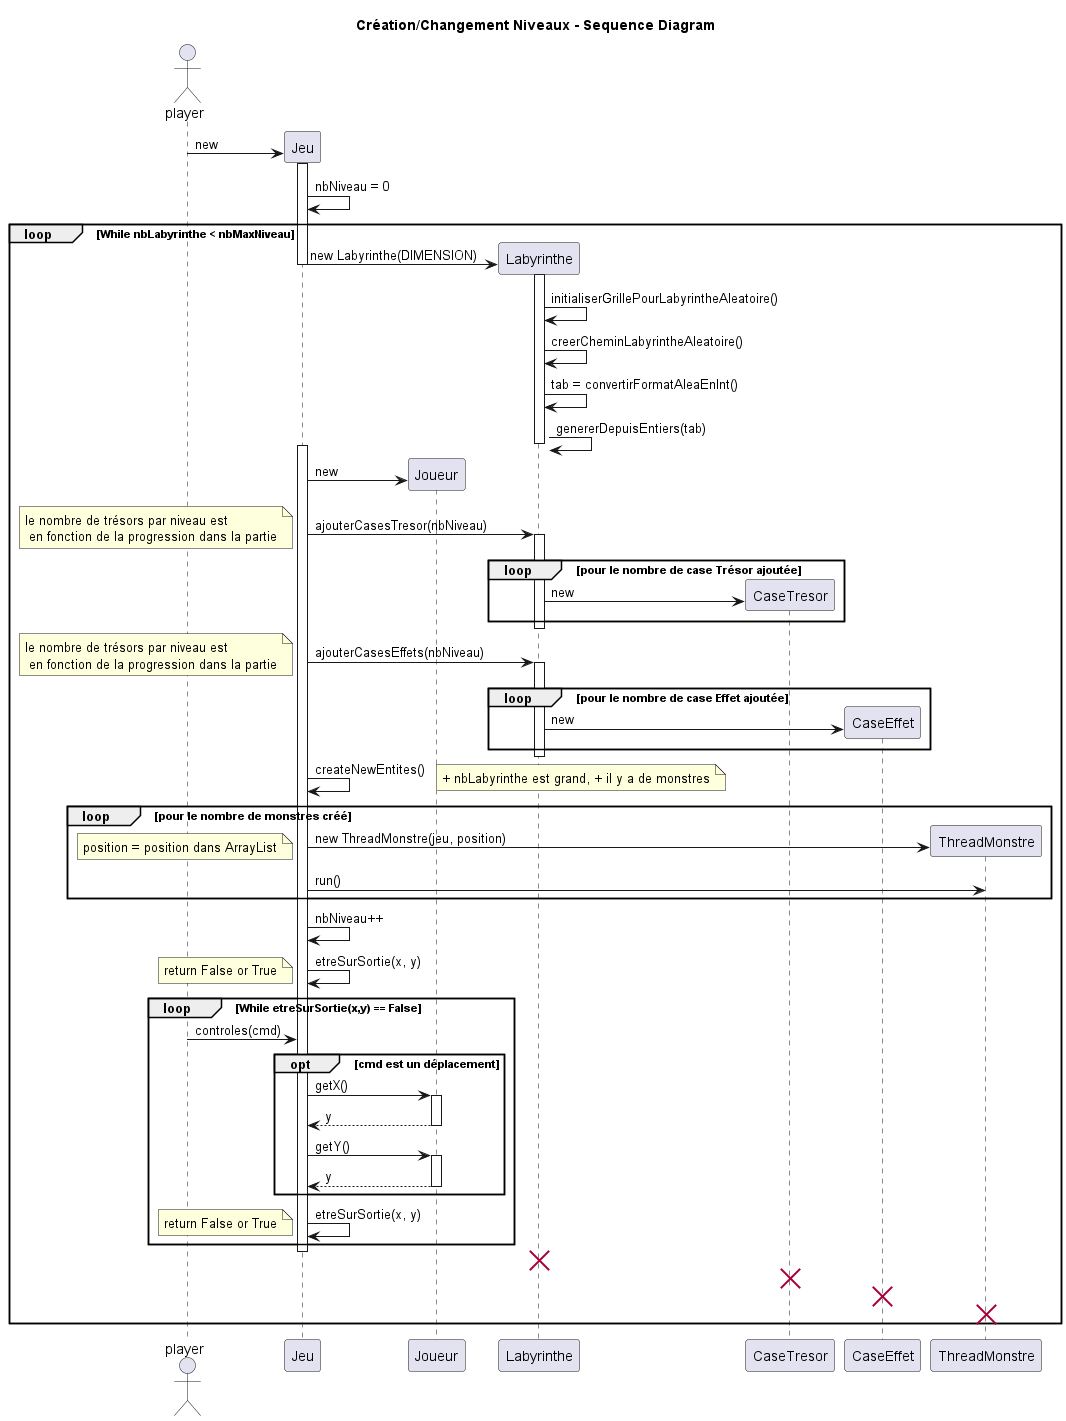 Création/Changement Niveaux - Sequence Diagram
player
new
Jeu
nbNiveau = 0
loop [While nbLabyrinthe < nbMaxNiveau]
new Labyrinthe(DIMENSION)
Labyrinthe
initialiserGrillePourLabyrintheAleatoire()
creerCheminLabyrintheAleatoire()
tab = convertirFormatAleaEnInt()
genererDepuisEntiers(tab)
new
Joueur
le nombre de trésors par niveau est
en fonction de la progression dans la partie
ajouterCasesTresor(nbNiveau)
loop [pour le nombre de case Trésor ajoutée]
new
CaseTresor
le nombre de trésors par niveau est
en fonction de la progression dans la partie
ajouterCasesEffets(nbNiveau)
loop [pour le nombre de case Effet ajoutée]
new
CaseEffet
createNewEntites()
+ nbLabyrinthe est grand, + il y a de monstres
loop [pour le nombre de monstres créé]
position = position dans ArrayList
new ThreadMonstre(jeu, position)
ThreadMonstre
run()
nbNiveau++
return False or True
etreSurSortie(x, y)
loop [While etreSurSortie(x,y) == False]
controles(cmd)
opt [cmd est un déplacement]
getX()
y
getY()
y
return False or True
etreSurSortie(x, y)
player
Jeu
Joueur
Labyrinthe
CaseTresor
CaseEffet
ThreadMonstre